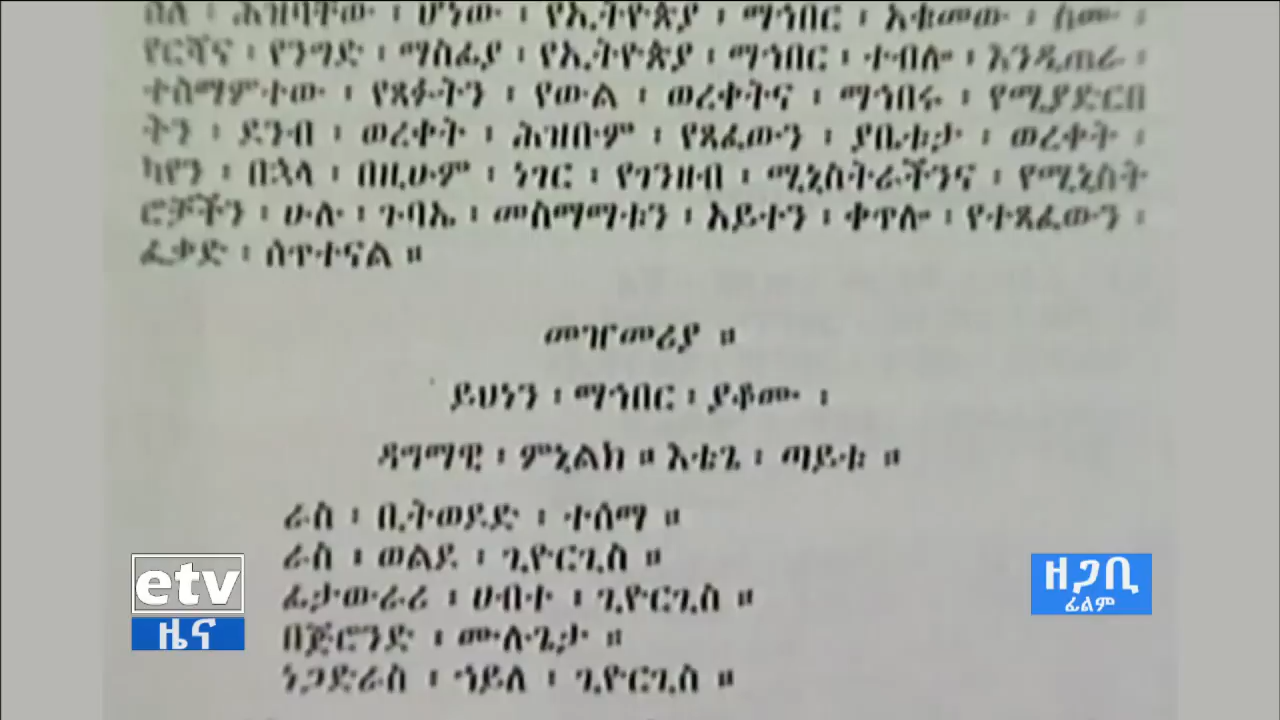 ሕዝባቸው ፡ ሆነው ፡ የኢትዮጵያ ፡ ማኅበር ፡ አቁመው ፡ ስሙ ፡
የርሻና ፡ የንግድ ፡ ማስፊያ ፡ የኢትዮጵያ ፡ ማኅበር ፡ ተብሎ ፡ እንዲጠራ ፡
ተስማምተው ፡ የጻፉትን ፡ የውል ፡ ወረቀትና ፡ ማኅበሩ ፡ የሚያድርበ
ትን ፡ ደንብ ፡ ወረቀት ፡ ሕዝቡም ፡ የጻፈውን ፡ ያቤቱታ ፡ ወረቀት ፡
ካየን ፡ በኋላ ፡ በዚሁም ፡ ነገር ፡ የገንዘብ ፡ ሚኒስትራችንና ፡ የሚኒስት
ሮቻችን ፡ ሁሉ ፡ ጉባኤ ፡ መስማማቱን ፡ አይተን ፡ ቀጥሎ ፡ የተጻፈውን ፡
ፈቃድ ፡ ሰጥተናል ።
መዠመሪያ ።
ይህነን ፡ ማኅበር ፡ ያቆሙ ፡
ዳግማዊ ፡ ምኒልክ ። እቴጌ ፡ ጣይቱ ።
ራስ ፡ ቢትወደድ ፡ ተሰማ ።
ራስ ፡ ወልደ ፡ ጊዮርጊስ ።
ፊታውራሪ ፡ ሀብተ ፡ ጊዮርጊስ ።
በጅሮንድ ፡ ሙሉጌታ ።
ነጋድራስ ፡ ኀይለ ፡ ጊዮርጊስ ።
etv
ዜና
ዘጋቢ
ፊልም